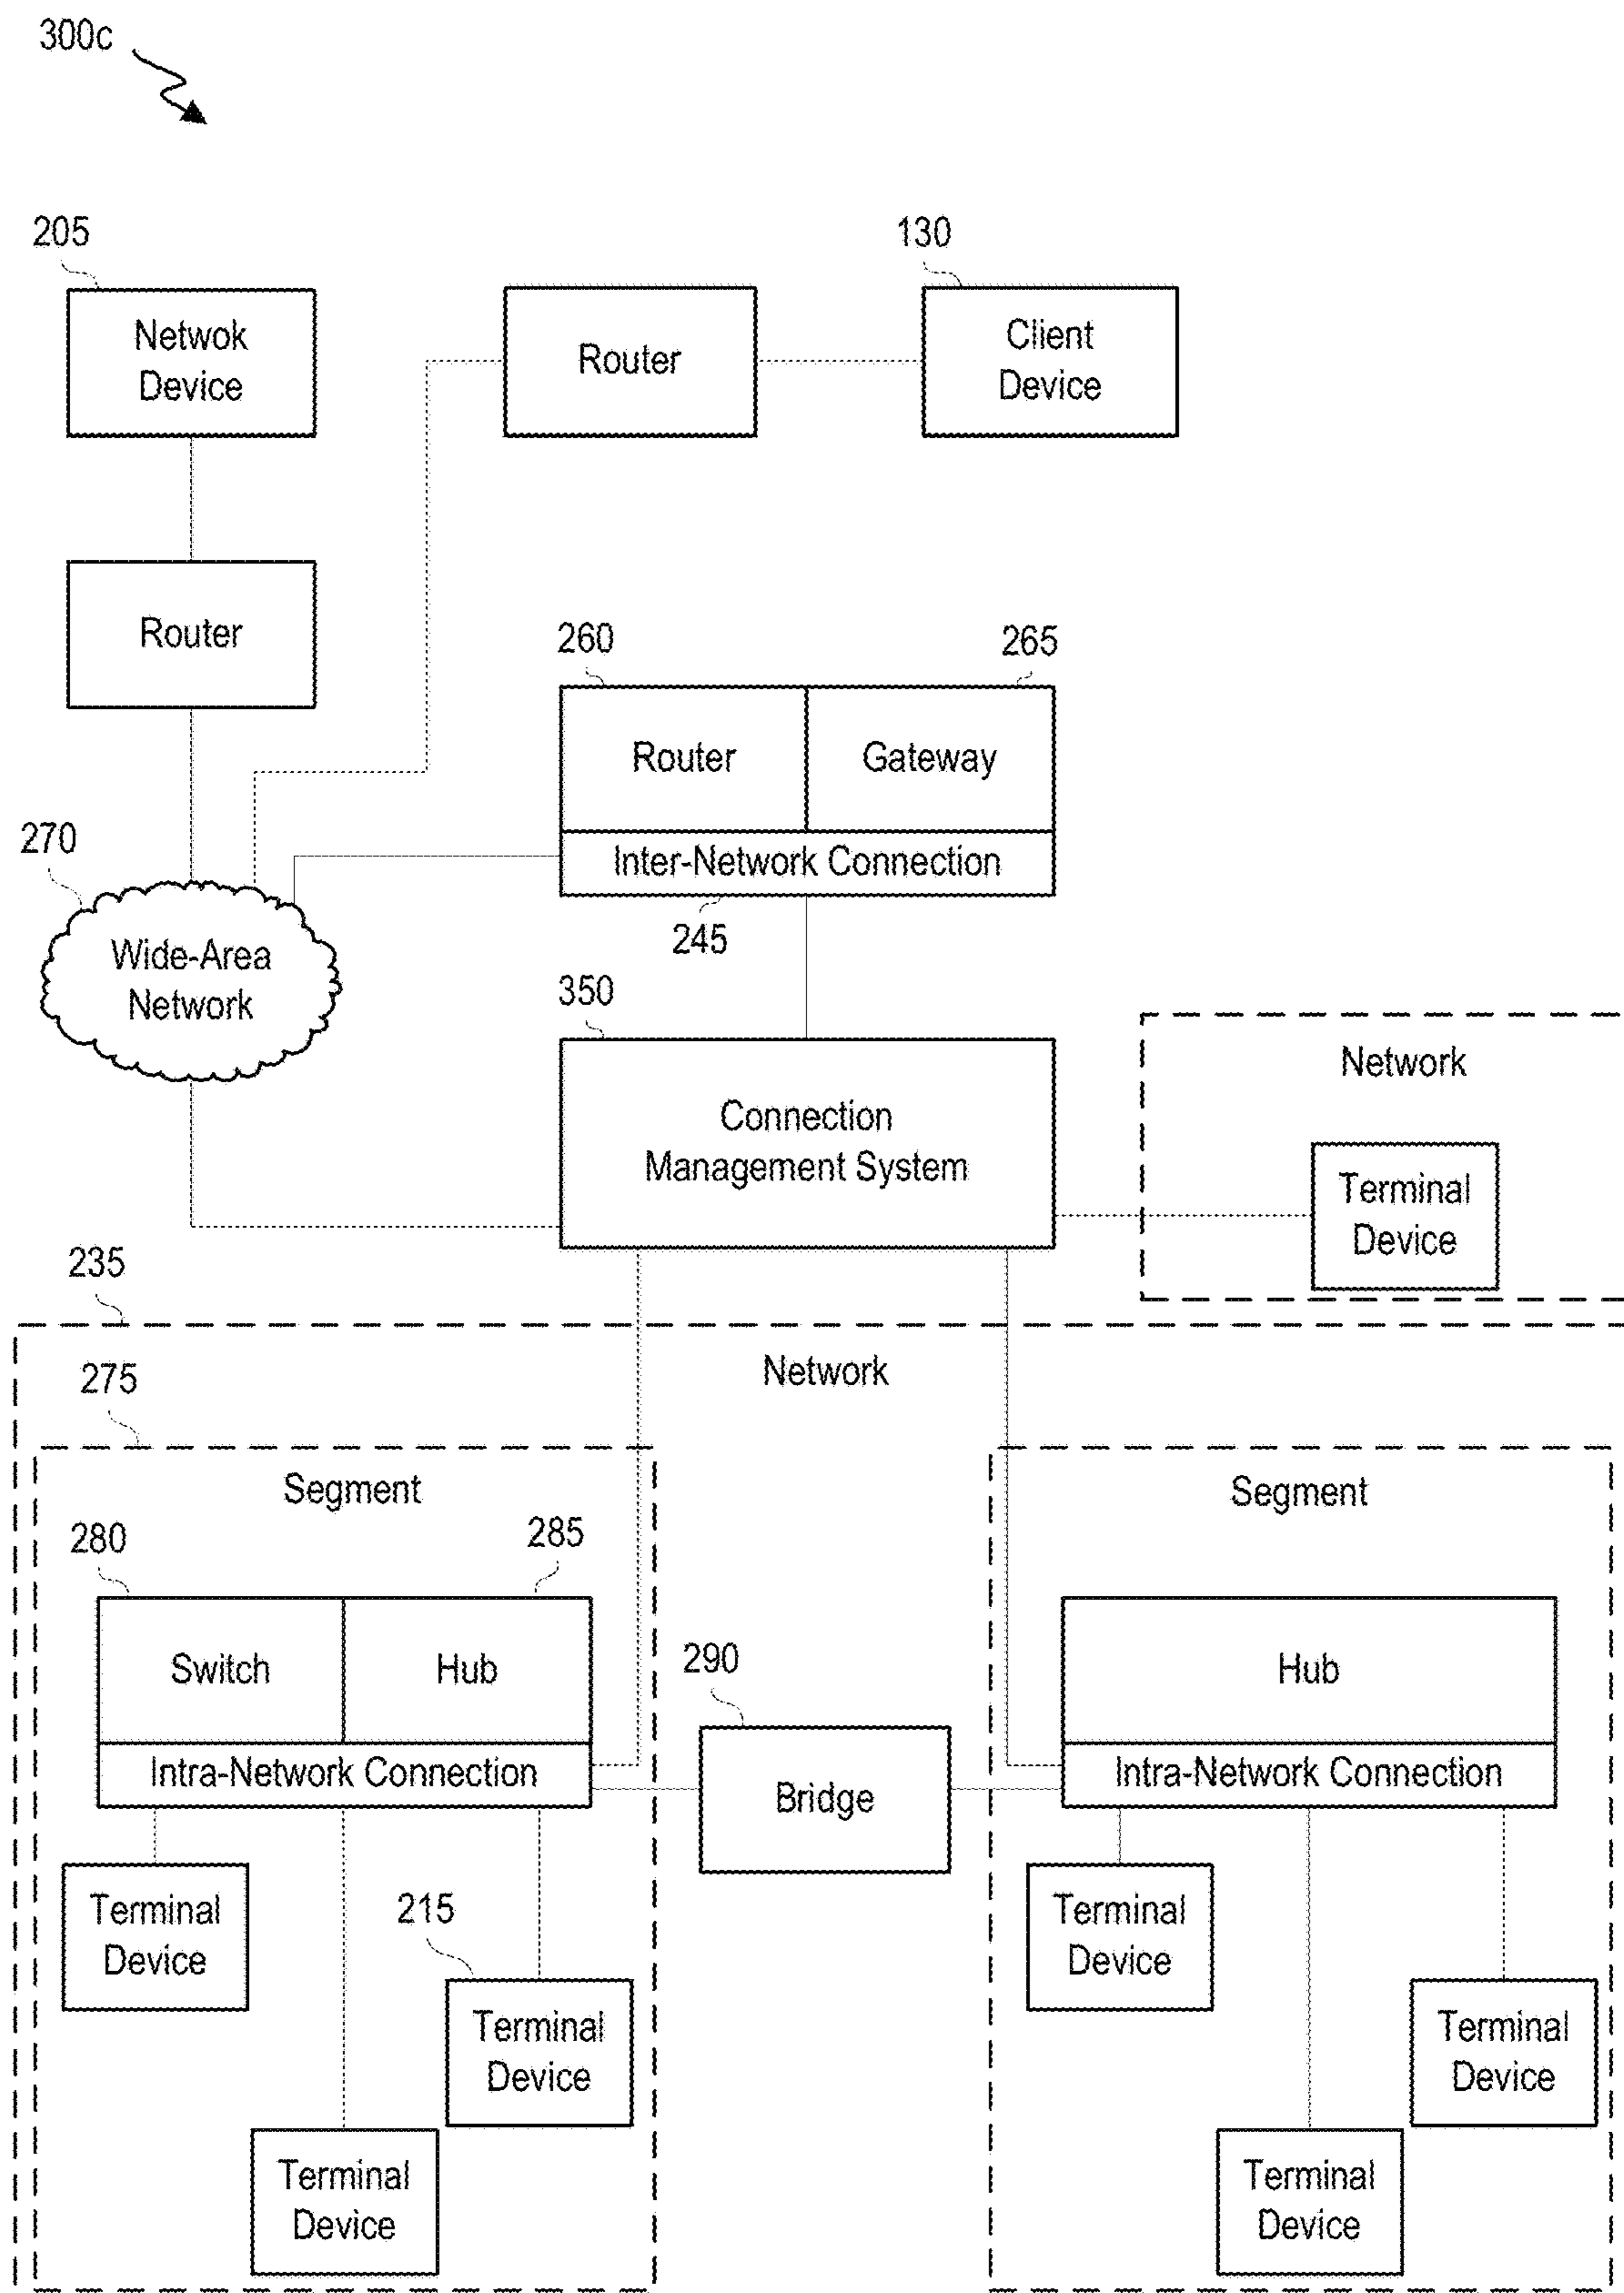 300c
205
130
Netwok
Device
Router
Client
Device
Router
260
265
Router
Gateway
270
Inter-Network Connection
245
Wide-Area
Network
350
Connection
Management System
Network
Terminal
Device
235
Network
275
Segment
Segment
280
285
Switch
Hub
290
Hub
Intra-Network Connection
Bridge
Intra-Network Connection
Terminal
Device
215
Terminal
Device
Terminal
Device
Terminal
Device
Terminal
Device
Terminal
Device